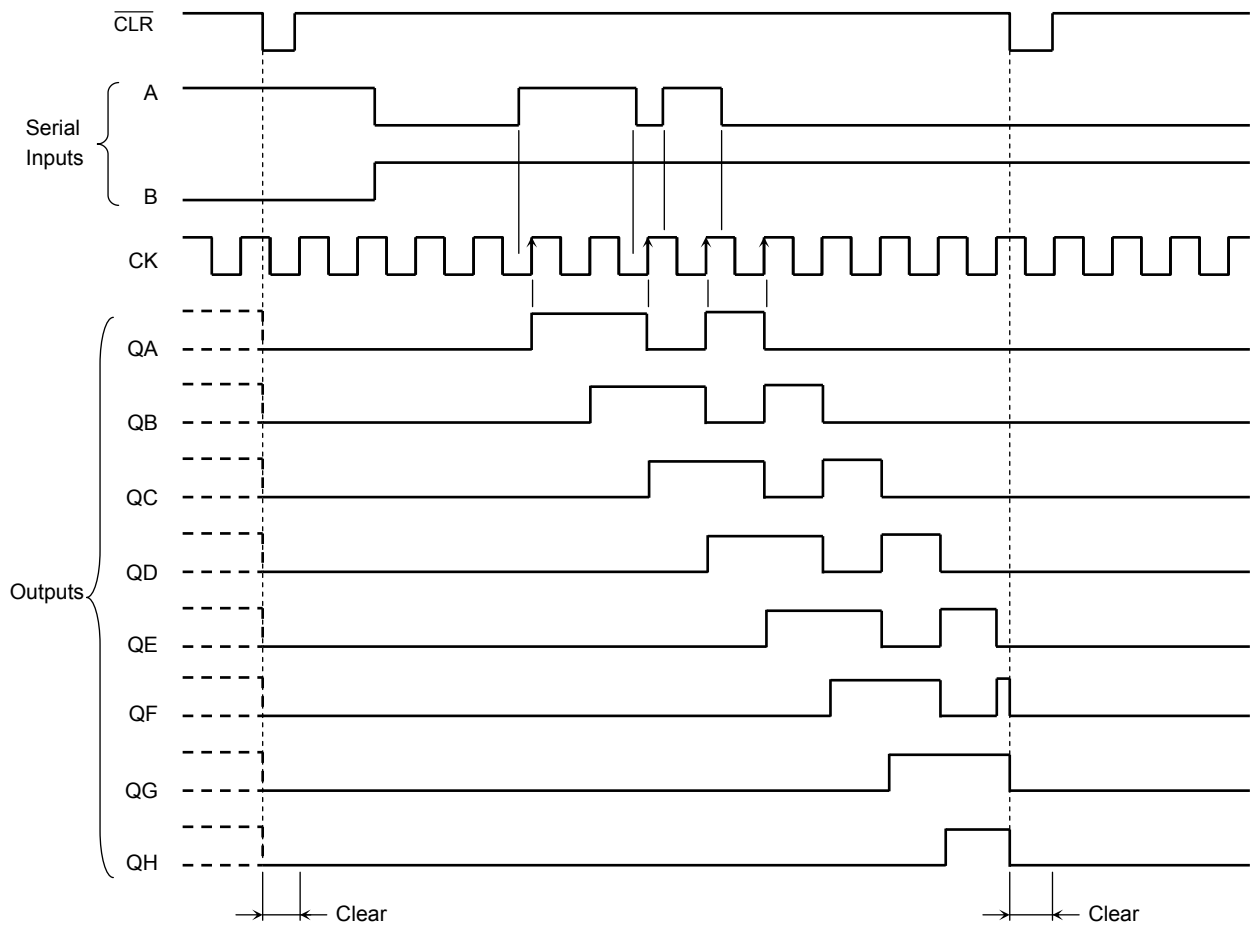 CLR
A
Serial
Inputs
B
CK
QA
QB
QC
QD
Outputs
QE
QF
QG
QH
Clear
Clear